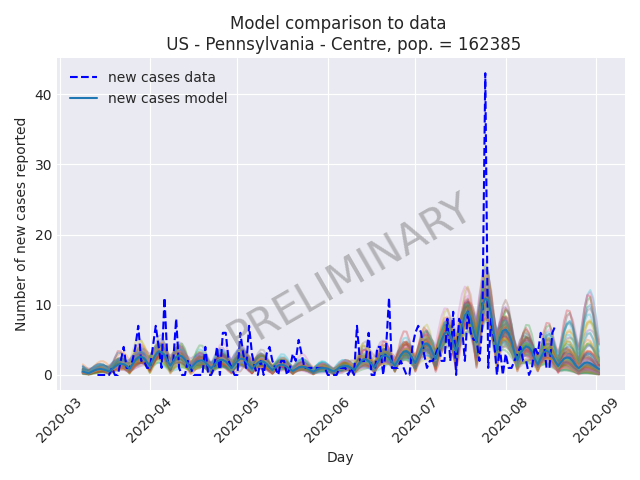 Model comparison to data
US - Pennsylvania - Centre, pop. = 162385
new cases data
new cases model
Number of new cases reported
40
30
20
10
0
PRELIMINARY
2020-03
2020-04
2020-05
2020-06
2020-07
2020-08
2020-09
Day